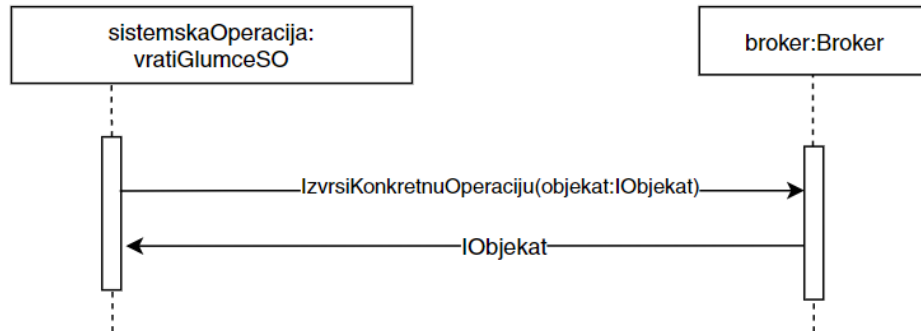 sistemskaOperacija:
vratiGlumceSO
broker:Broker
IzvrsiKonkretnuOperaciju(objekat:IObjekat)
IObjekat